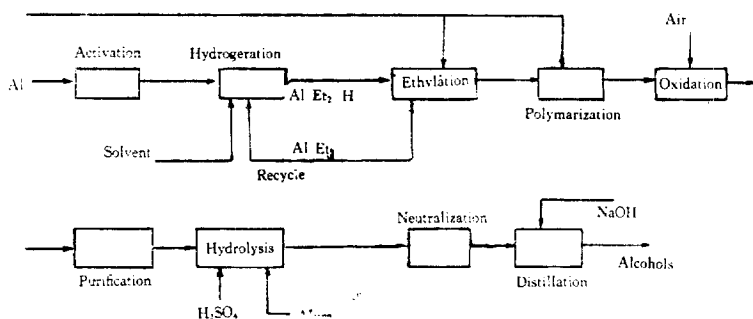 Air
Activation
Hydrogeration
Al
Ethylation
Oxidation
Al Et₂ H
Polymarization
Solvent
Al Et₃
Recycle
Neutralization
NaOH
Hydrolysis
Purification
Distillation
Alcohols
H₂SO₄